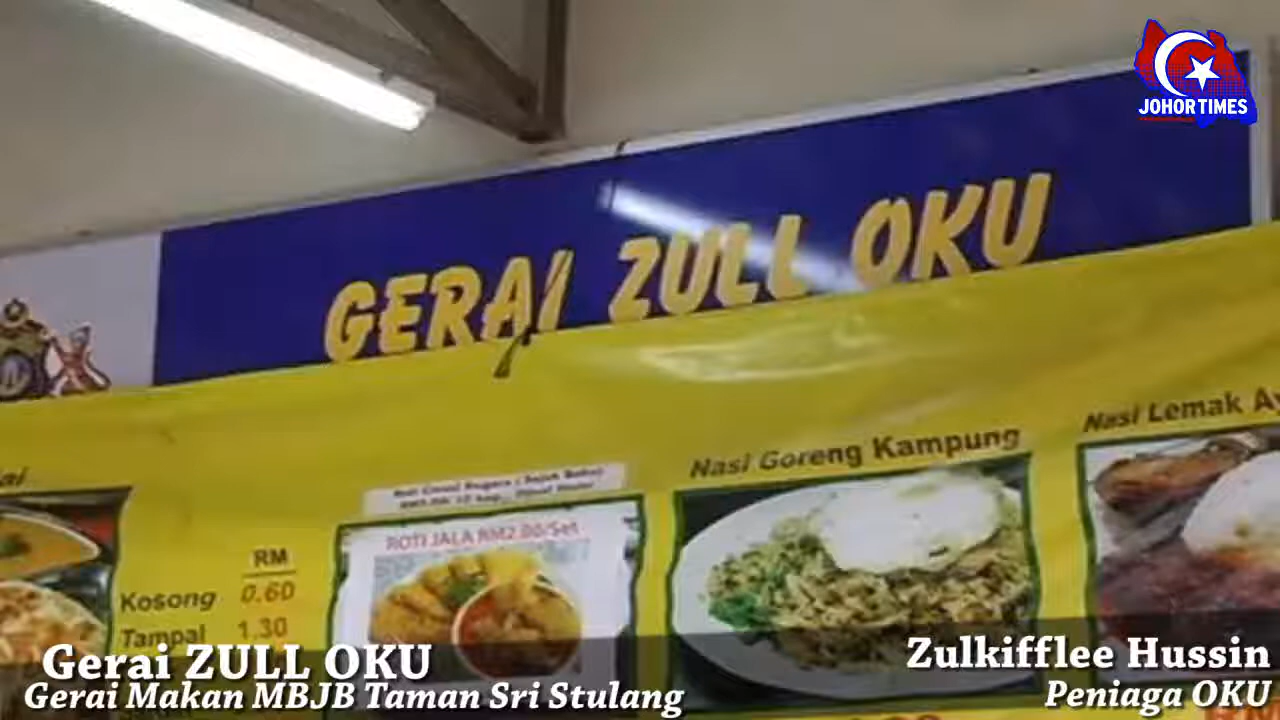 JOHOR TIMES
GERAI ZULL OKU
Nasi Lemak
Nasi Goreng Kampung
ROTI JALA RM2.00/Set
RM
Kosong 0.60
Tampal 1.30
Gerai ZULL OKU
Gerai Makan MBJB Taman Sri Stulang
Zulkifflee Hussin
Peniaga OKU